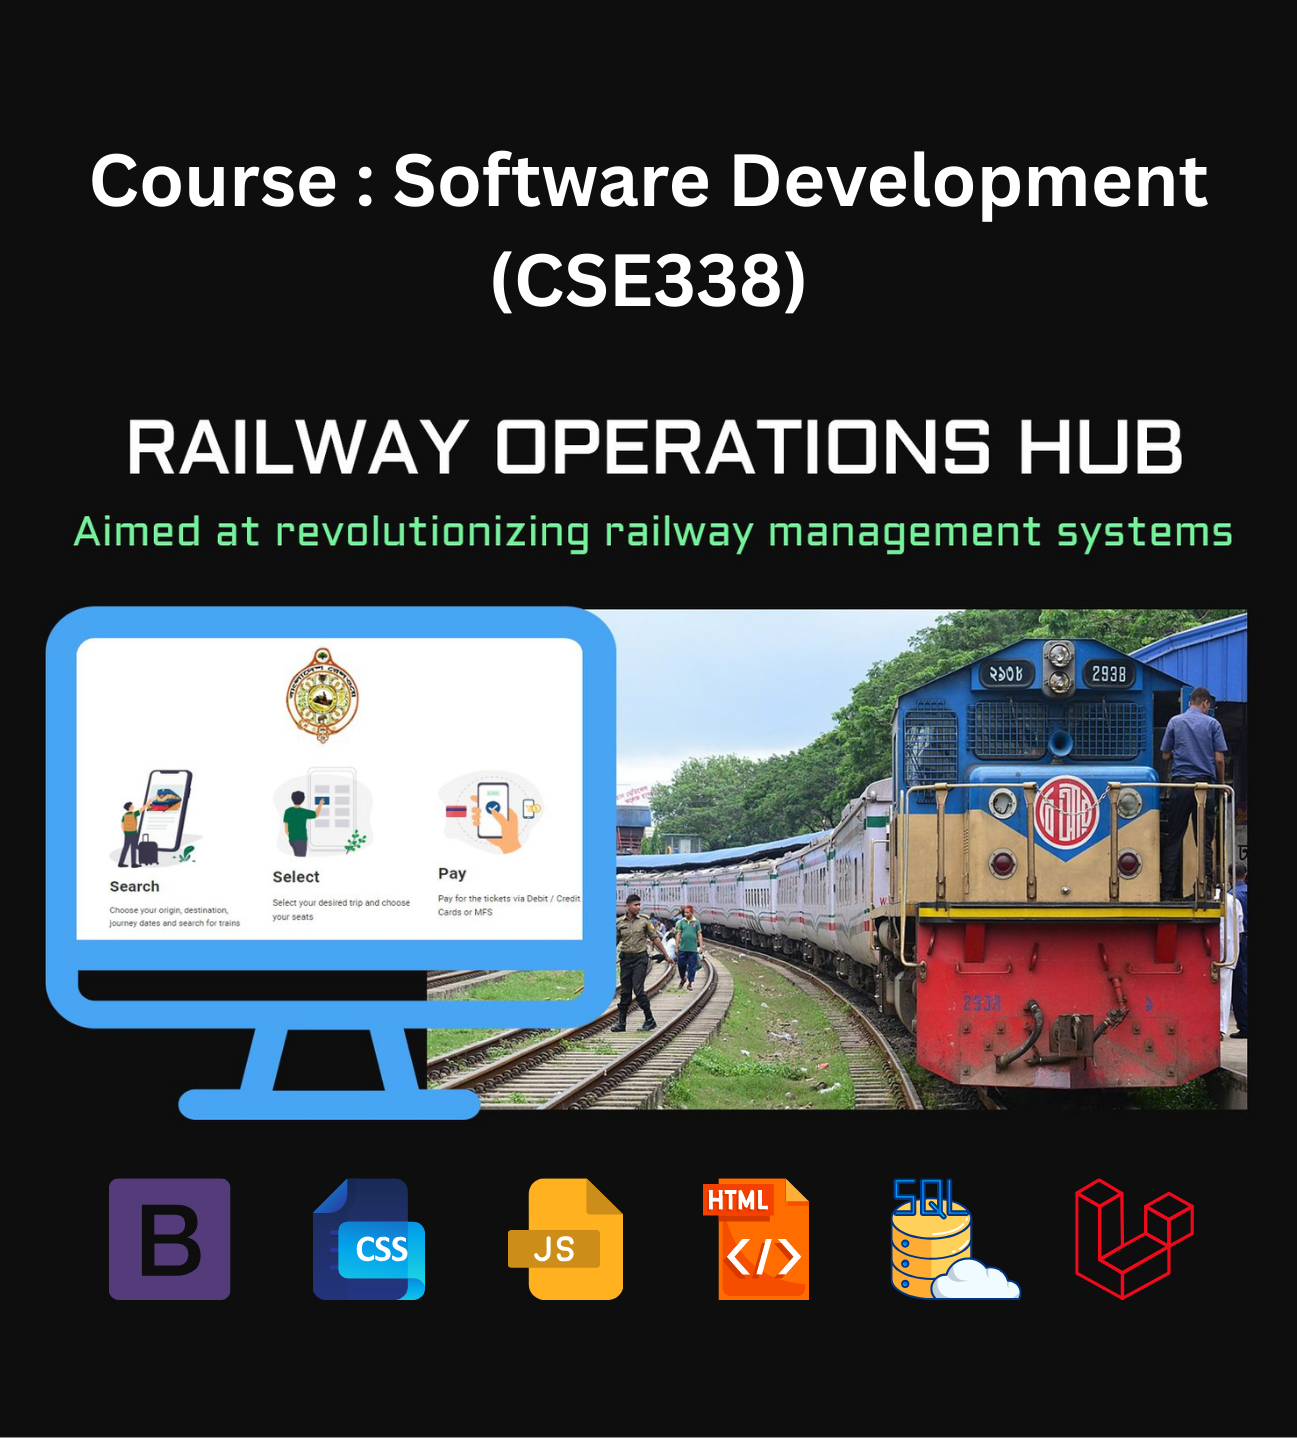 Course : Software Development
(CSE338)
RAILWAY OPERATIONS HUB
Aimed at revolutionizing railway management systems
Search
Choose your origin, destination,
journey dates and search for trains
Select
Select your desired trip and choose
your seats
Pay
Pay for the tickets via Debit / Credit
Cards or MFS
২৯৩৮
2938
2938
B
CSS
JS
HTML
</>
SQL